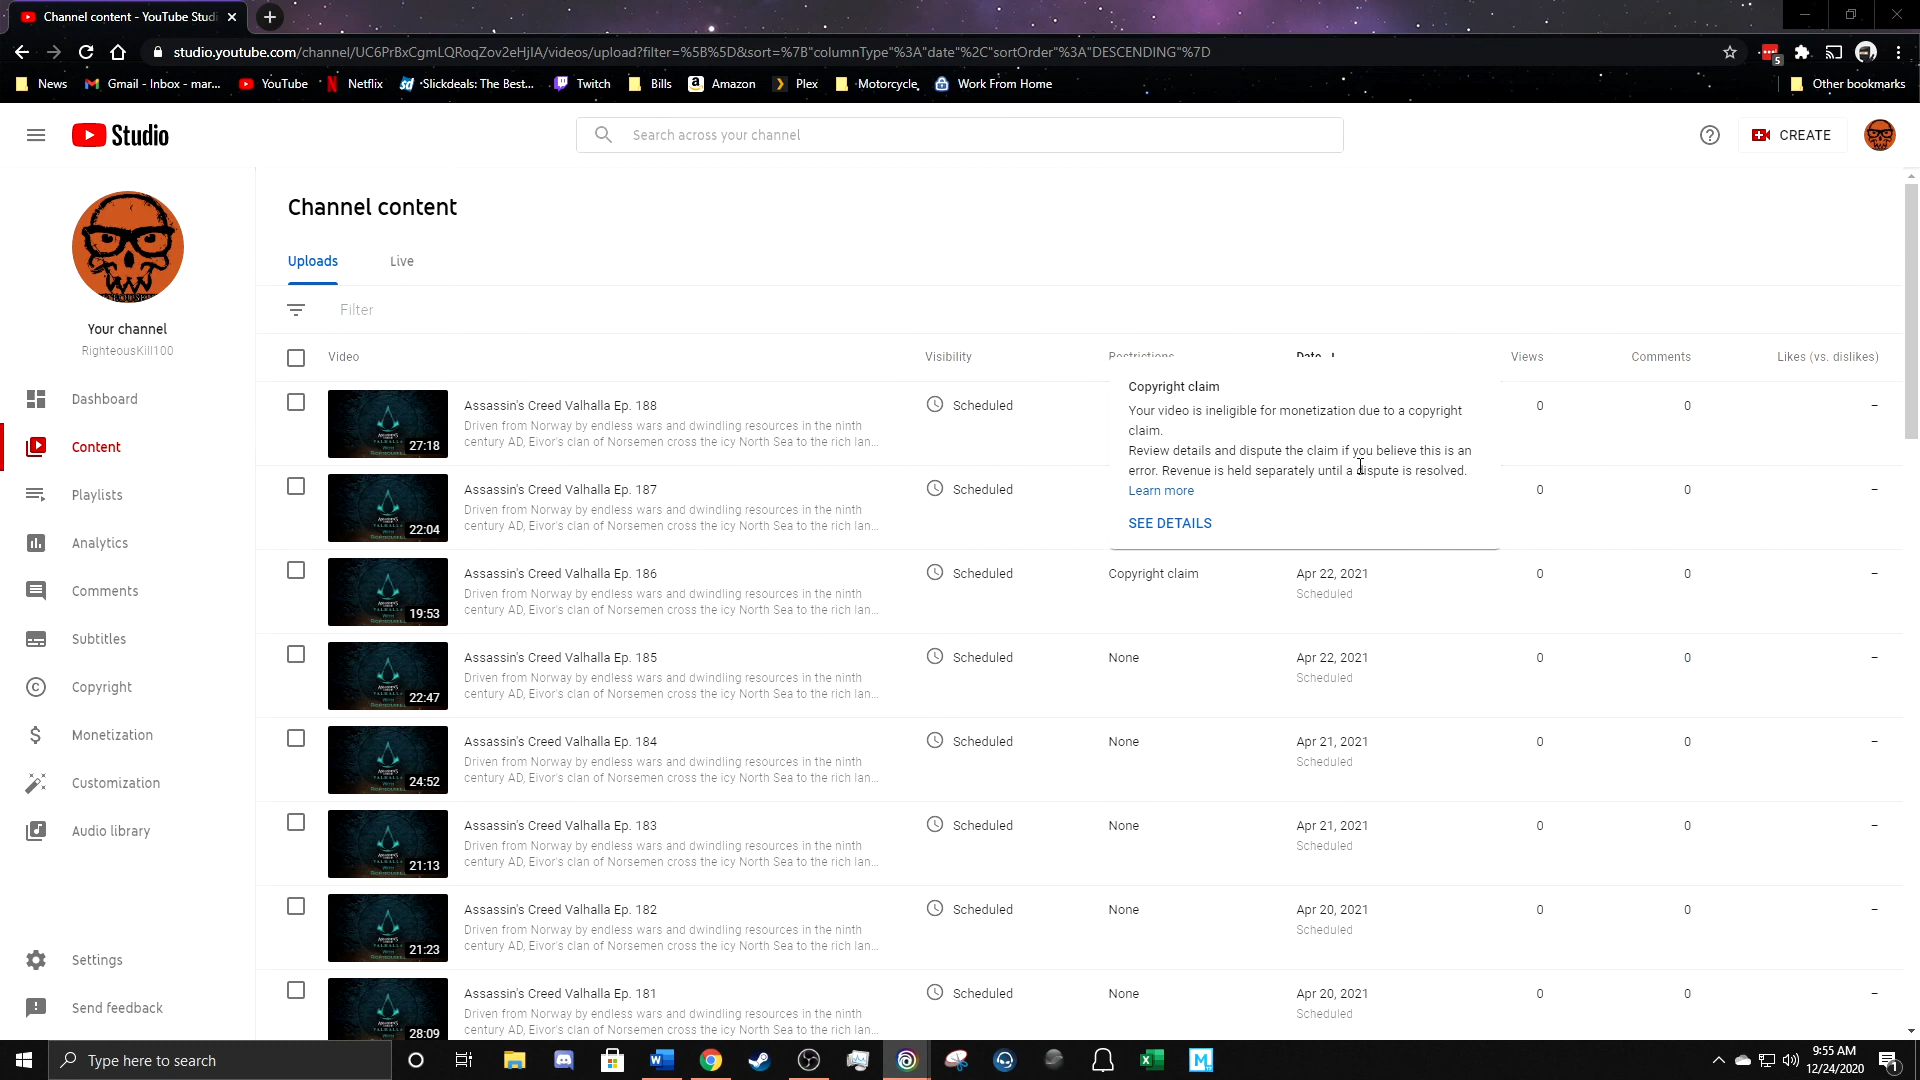 Channel content - YouTube Stud
studio.youtube.com/channel/UC6PrBxCgmLQRoqZov2eHjIA/videos/upload?filter=%5B%5D&sort=%7B"columnType"%3A"date"%2C"sortOrder"%3A"DESCENDING"%7D
5
News Gmail - Inbox - mar... YouTube Netflix Slickdeals: The Best... Twitch Bills Amazon Plex Motorcycle Work From Home Other bookmarks
Studio Search across your channel CREATE
Your channel
RighteousKill100
Dashboard
Content
Playlists
Analytics
Comments
Subtitles
Copyright
Monetization
Customization
Audio library
Settings
Send feedback
Channel content
Uploads Live
Filter
Video Visibility Restrictions Date Views Comments Likes (vs. dislikes)
27:18 Assassin's Creed Valhalla Ep. 188 Scheduled 0 0 –
Driven from Norway by endless wars and dwindling resources in the ninth
century AD, Eivor's clan of Norsemen cross the icy North Sea to the rich lan...
Copyright claim
Your video is ineligible for monetization due to a copyright
claim.
Review details and dispute the claim if you believe this is an
error. Revenue is held separately until a dispute is resolved.
Learn more
SEE DETAILS
22:04 Assassin's Creed Valhalla Ep. 187 Scheduled 0 0 –
Driven from Norway by endless wars and dwindling resources in the ninth
century AD, Eivor's clan of Norsemen cross the icy North Sea to the rich lan...
19:53 Assassin's Creed Valhalla Ep. 186 Scheduled Copyright claim Apr 22, 2021 0 0 –
Driven from Norway by endless wars and dwindling resources in the ninth Scheduled
century AD, Eivor's clan of Norsemen cross the icy North Sea to the rich lan...
22:47 Assassin's Creed Valhalla Ep. 185 Scheduled None Apr 22, 2021 0 0 –
Driven from Norway by endless wars and dwindling resources in the ninth Scheduled
century AD, Eivor's clan of Norsemen cross the icy North Sea to the rich lan...
24:52 Assassin's Creed Valhalla Ep. 184 Scheduled None Apr 21, 2021 0 0 –
Driven from Norway by endless wars and dwindling resources in the ninth Scheduled
century AD, Eivor's clan of Norsemen cross the icy North Sea to the rich lan...
21:13 Assassin's Creed Valhalla Ep. 183 Scheduled None Apr 21, 2021 0 0 –
Driven from Norway by endless wars and dwindling resources in the ninth Scheduled
century AD, Eivor's clan of Norsemen cross the icy North Sea to the rich lan...
21:23 Assassin's Creed Valhalla Ep. 182 Scheduled None Apr 20, 2021 0 0 –
Driven from Norway by endless wars and dwindling resources in the ninth Scheduled
century AD, Eivor's clan of Norsemen cross the icy North Sea to the rich lan...
28:09 Assassin's Creed Valhalla Ep. 181 Scheduled None Apr 20, 2021 0 0 –
Driven from Norway by endless wars and dwindling resources in the ninth Scheduled
century AD, Eivor's clan of Norsemen cross the icy North Sea to the rich lan...
Type here to search
9:55 AM
12/24/2020
1